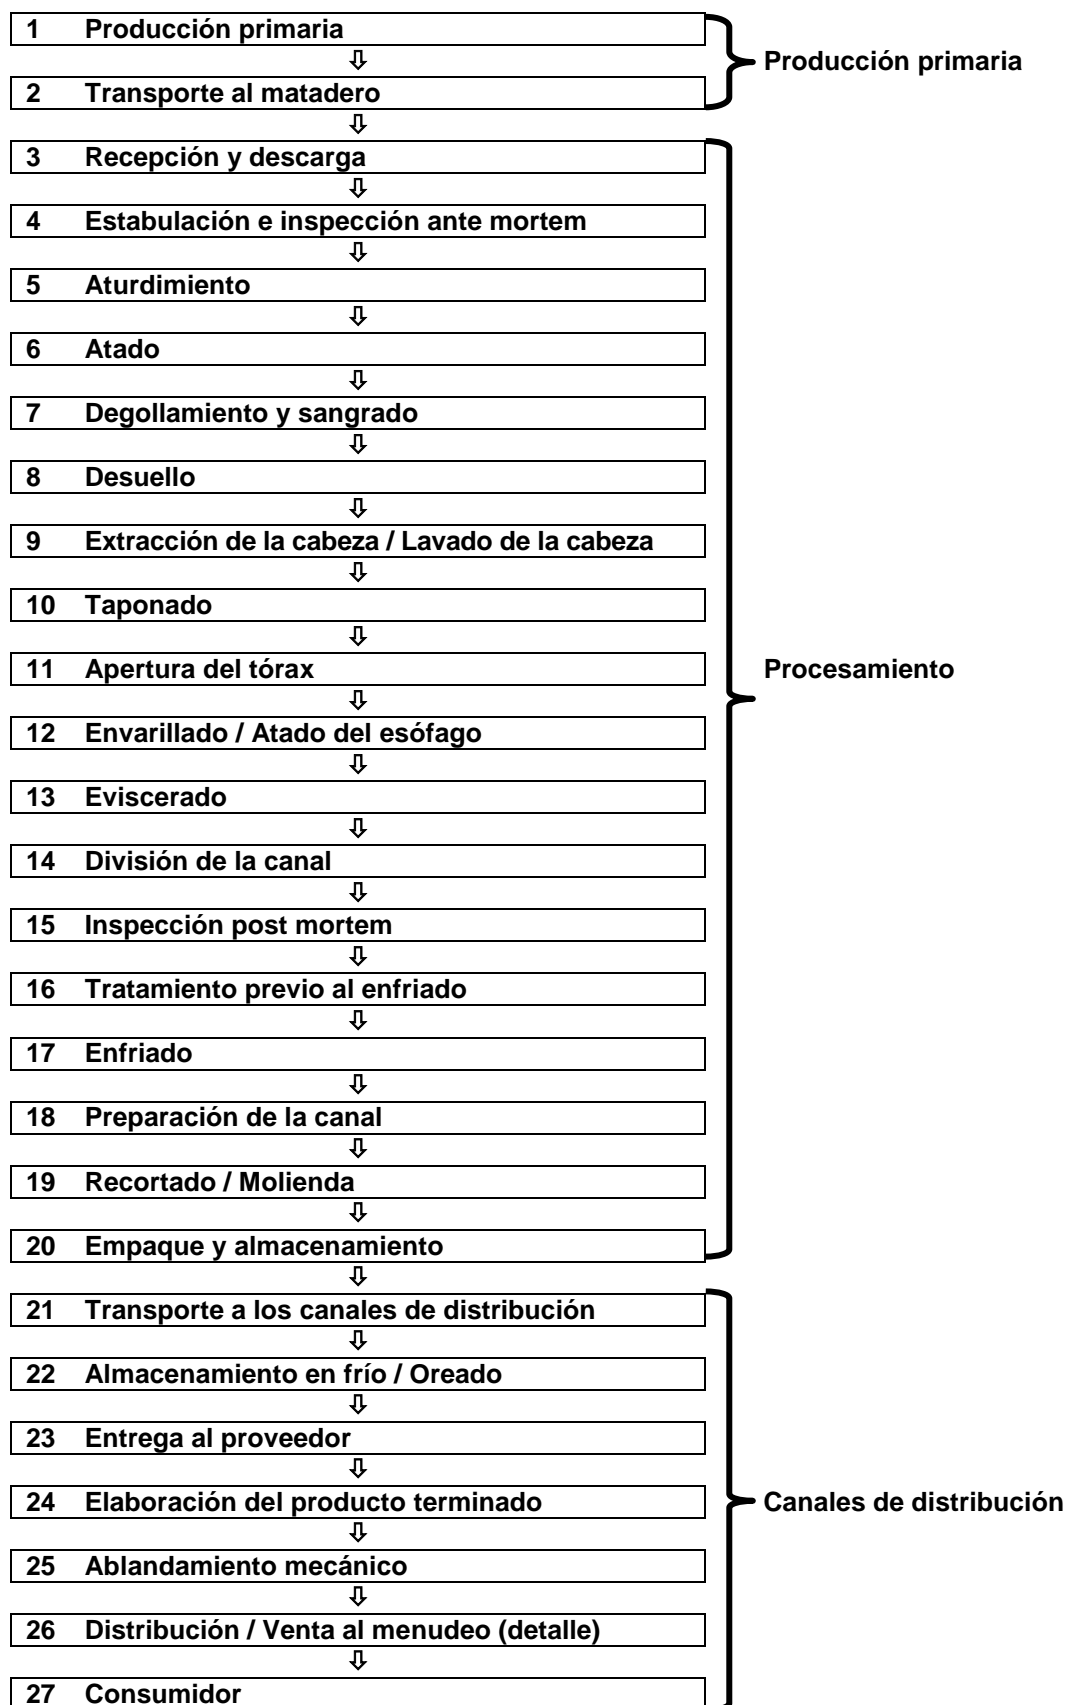 1 Producción primaria
Producción primaria
2 Transporte al matadero
3 Recepción y descarga
4 Estabulación e inspección ante mortem
5 Aturdimiento
6 Atado
7 Degollamiento y sangrado
8 Desuello
9 Extracción de la cabeza / Lavado de la cabeza
10 Taponado
11 Apertura del tórax
Procesamiento
12 Envarillado / Atado del esófago
13 Eviscerado
14 División de la canal
15 Inspección post mortem
16 Tratamiento previo al enfriado
17 Enfriado
18 Preparación de la canal
19 Recortado / Molienda
20 Empaque y almacenamiento
21 Transporte a los canales de distribución
22 Almacenamiento en frío / Oreado
23 Entrega al proveedor
24 Elaboración del producto terminado
Canales de distribución
25 Ablandamiento mecánico
26 Distribución / Venta al menudeo (detalle)
27 Consumidor